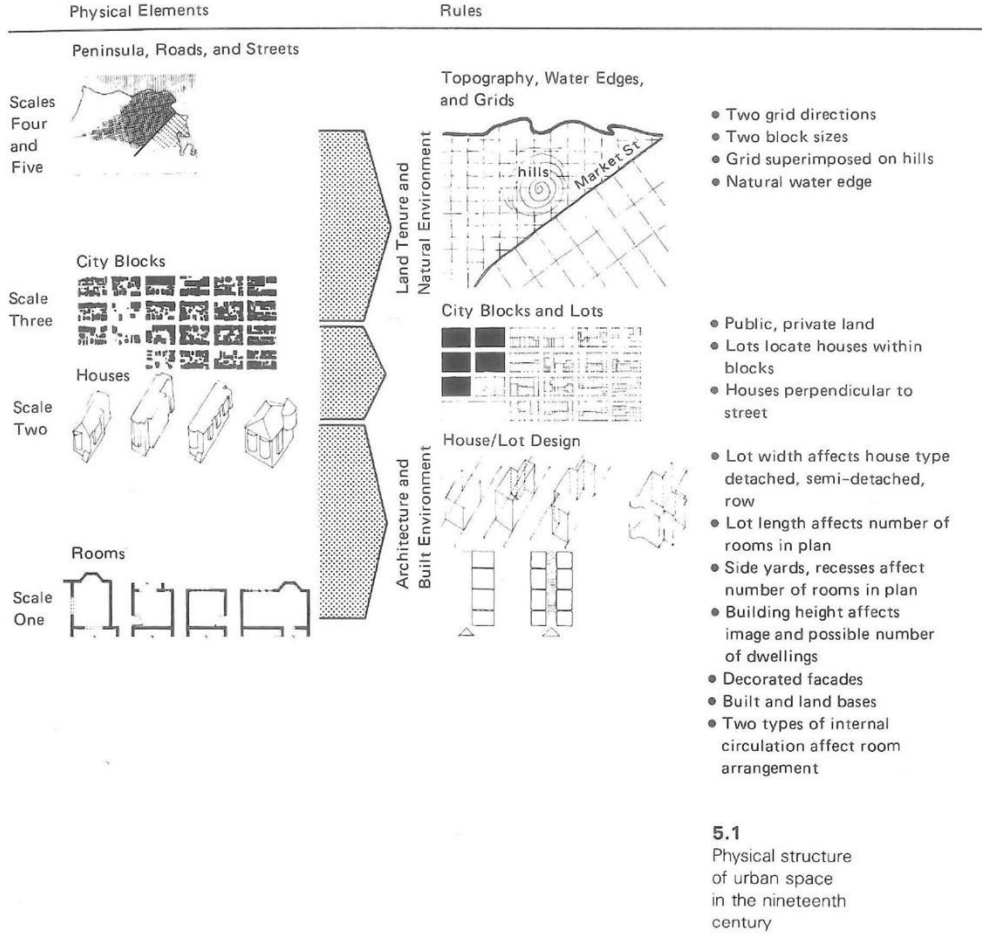 Physical Elements
Rules
Peninsula, Roads, and Streets
Scales
Four
and
Five
Topography, Water Edges,
and Grids
hills
Market St
• Two grid directions
• Two block sizes
• Grid superimposed on hills
• Natural water edge
Land Tenure and
Natural Environment
City Blocks
Scale
Three
City Blocks and Lots
• Public, private land
• Lots locate houses within
blocks
• Houses perpendicular to
street
Houses
Scale
Two
House/Lot Design
• Lot width affects house type
detached, semi-detached,
row
• Lot length affects number of
rooms in plan
• Side yards, recesses affect
number of rooms in plan
• Building height affects
image and possible number
of dwellings
• Decorated facades
• Built and land bases
• Two types of internal
circulation affect room
arrangement
Architecture and
Built Environment
Rooms
Scale
One
5.1
Physical structure
of urban space
in the nineteenth
century